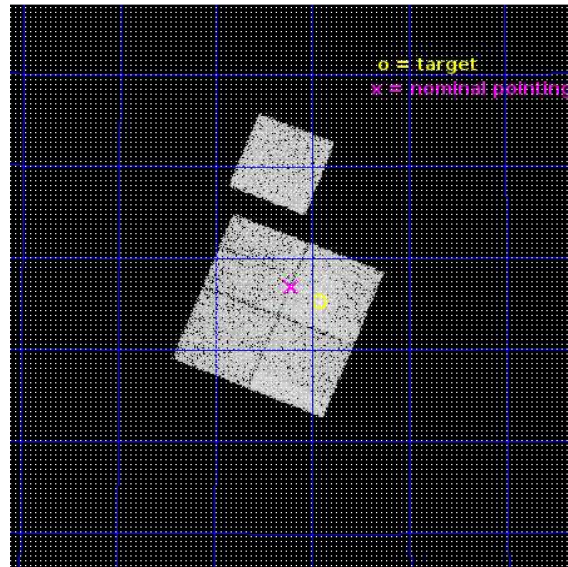 o = target
x = nominal pointing